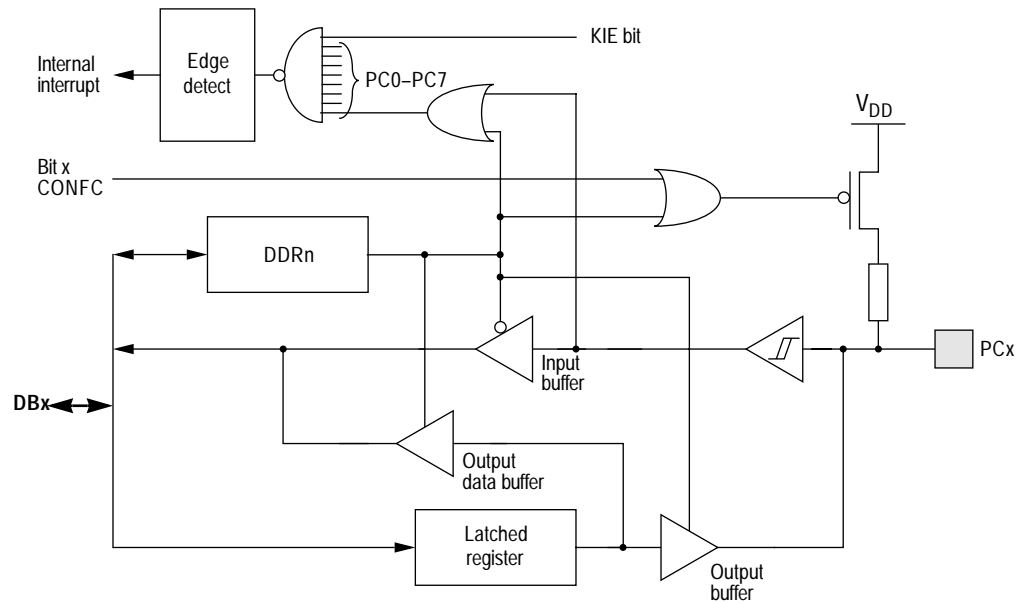 KIE bit
Internal
interrupt
Edge
detect
PC0–PC7
VDD
Bit x
CONFC
DDRn
Input
buffer
PCx
DBx
Output
data buffer
Latched
register
Output
buffer